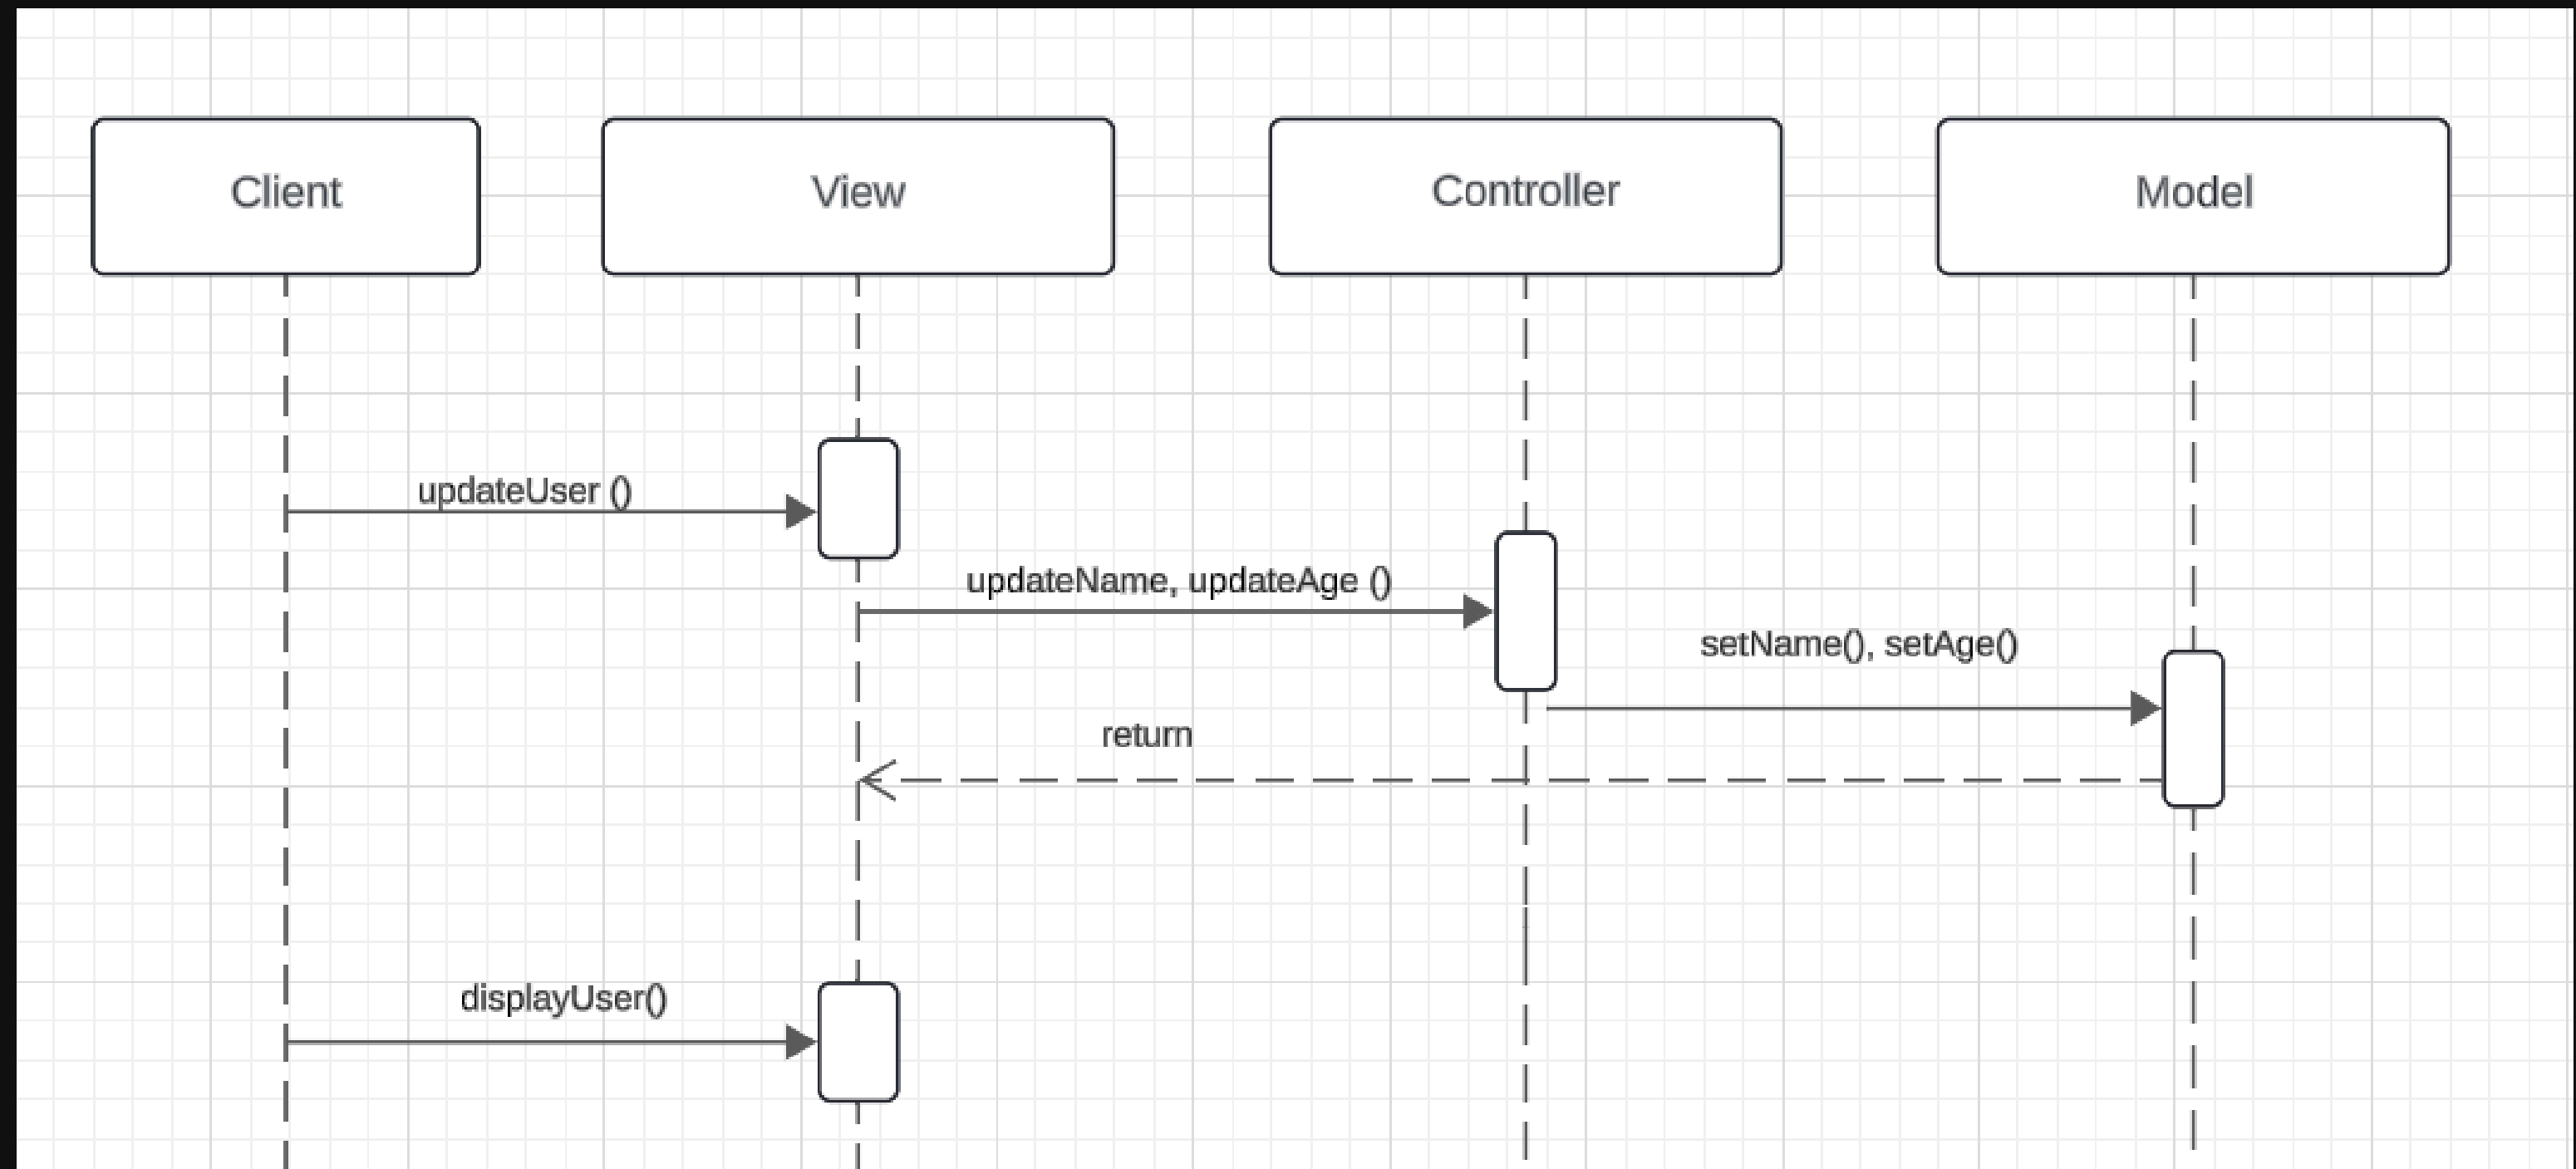 Client
View
Controller
Model
updateUser ()
updateName, updateAge ()
setName(), setAge()
return
displayUser()